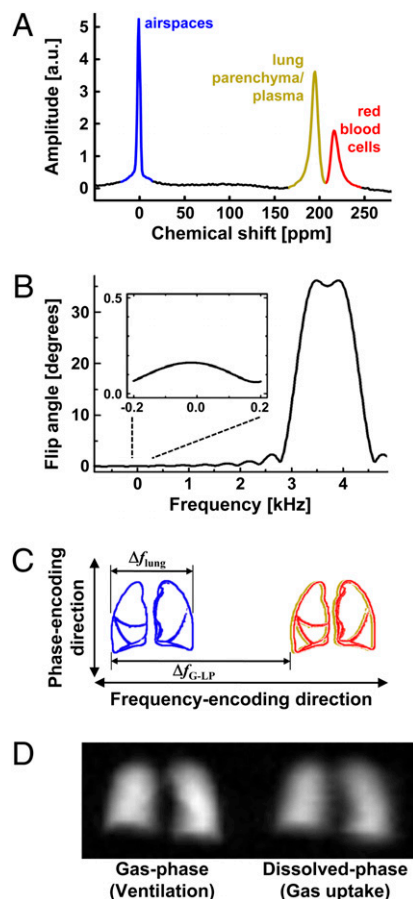 A
Amplitude [a.u.]
5
4
3
2
1
0
airspaces
lung
parenchyma/
plasma
red
blood
cells
0
50
100
150
200
250
Chemical shift [ppm]
B
Flip angle [degrees]
30
20
10
0
0.5
0.0
-0.2
0.0
0.2
0
1
2
3
4
Frequency [kHz]
C
Phase-encoding
direction
Δf lung
Δf G-LP
Frequency-encoding direction
D
Gas-phase
(Ventilation)
Dissolved-phase
(Gas uptake)